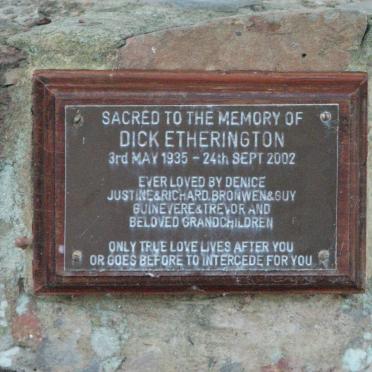 SACRED TO THE MEMORY OF
DICK ETHERINGTON
3rd MAY 1935 - 24th SEPT 2002
EVER LOVED BY DENICE
JUSTINE&RICHARD, BRONWEN&GUY
GUINEVERE&TREVOR AND
BELOVED GRANDCHILDREN
ONLY TRUE LOVE LIVES AFTER YOU
OR GOES BEFORE TO INTERCEDE FOR YOU